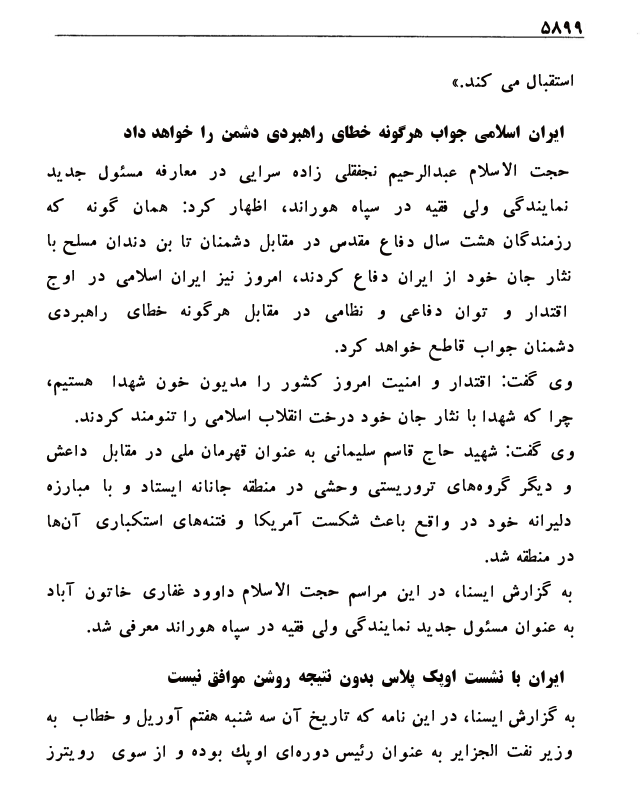 ۵۸۹۹
استقبال می کند.»
ایران اسلامی جواب هرگونه خطای راهبردی دشمن را خواهد داد
حجت الاسلام عبدالرحیم نجفقلی زاده سرایی در معارفه مسئول جدید
نمایندگی ولی فقیه در سپاه هوراند، اظهار کرد: همان گونه که
رزمندگان هشت سال دفاع مقدس در مقابل دشمنان تا بن دندان مسلح با
نثار جان خود از ایران دفاع کردند، امروز نیز ایران اسلامی در اوج
اقتدار و توان دفاعی و نظامی در مقابل هرگونه خطای راهبردی
دشمنان جواب قاطع خواهد کرد.
وی گفت: اقتدار و امنیت امروز کشور را مدیون خون شهدا هستیم،
چرا که شهدا با نثار جان خود درخت انقلاب اسلامی را تنومند کردند.
وی گفت: شهید حاج قاسم سلیمانی به عنوان قهرمان ملی در مقابل داعش
و دیگر گروه‌های تروریستی وحشی در منطقه جانانه ایستاد و با مبارزه
دلیرانه خود در واقع باعث شکست آمریکا و فتنه‌های استکباری آن‌ها
در منطقه شد.
به گزارش ایسنا، در این مراسم حجت الاسلام داوود غفاری خاتون آباد
به عنوان مسئول جدید نمایندگی ولی فقیه در سپاه هوراند معرفی شد.
ایران با نشست اوپک پلاس بدون نتیجه روشن موافق نیست
به گزارش ایسنا، در این نامه که تاریخ آن سه شنبه هفتم آوریل و خطاب به
وزیر نفت الجزایر به عنوان رئیس دوره‌ای اوپك بوده و از سوی رویترز